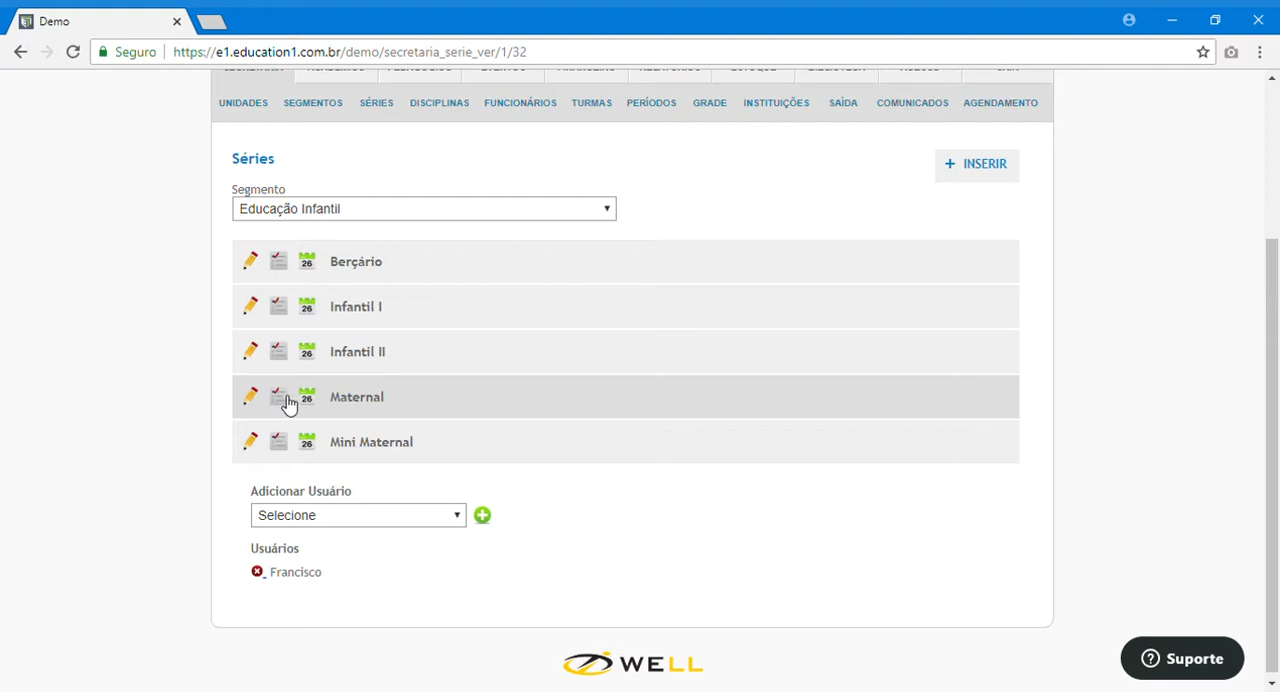 Demo
Seguro https://e1.education1.com.br/demo/secretaria_serie_ver/1/32
UNIDADES SEGMENTOS SÉRIES DISCIPLINAS FUNCIONÁRIOS TURMAS PERÍODOS GRADE INSTITUIÇÕES SAÍDA COMUNICADOS AGENDAMENTO
Séries
+ INSERIR
Segmento
Educação Infantil
26 Berçário
26 Infantil I
26 Infantil II
26 Maternal
26 Mini Maternal
Adicionar Usuário
Selecione
Usuários
Francisco
WELL
? Suporte